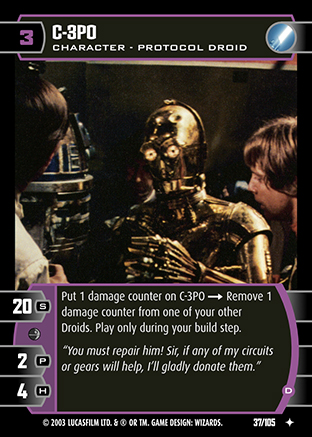 3 C-3PO
CHARACTER - PROTOCOL DROID
20 S
Put 1 damage counter on C-3PO → Remove 1
damage counter from one of your other
Droids. Play only during your build step.
2 P
“You must repair him! Sir, if any of my circuits
or gears will help, I'll gladly donate them.”
4 H
D
© 2003 LUCASFILM LTD. & ® OR TM. GAME DESIGN: WIZARDS. 37/105